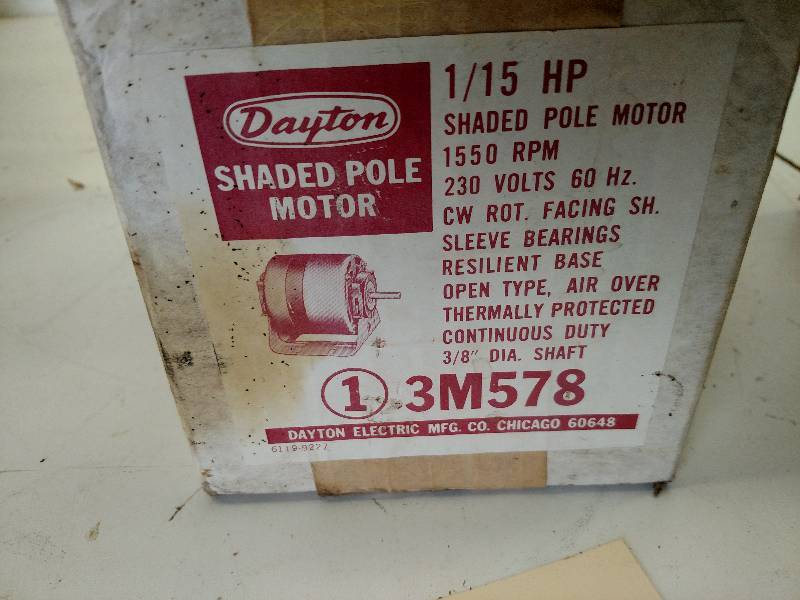 Dayton
SHADED POLE
MOTOR
1/15 HP
SHADED POLE MOTOR
1550 RPM
230 VOLTS 60 Hz.
CW ROT. FACING SH.
SLEEVE BEARINGS
RESILIENT BASE
OPEN TYPE, AIR OVER
THERMALLY PROTECTED
CONTINUOUS DUTY
3/8" DIA. SHAFT
1 3M578
DAYTON ELECTRIC MFG. CO. CHICAGO 60648
6119-9277